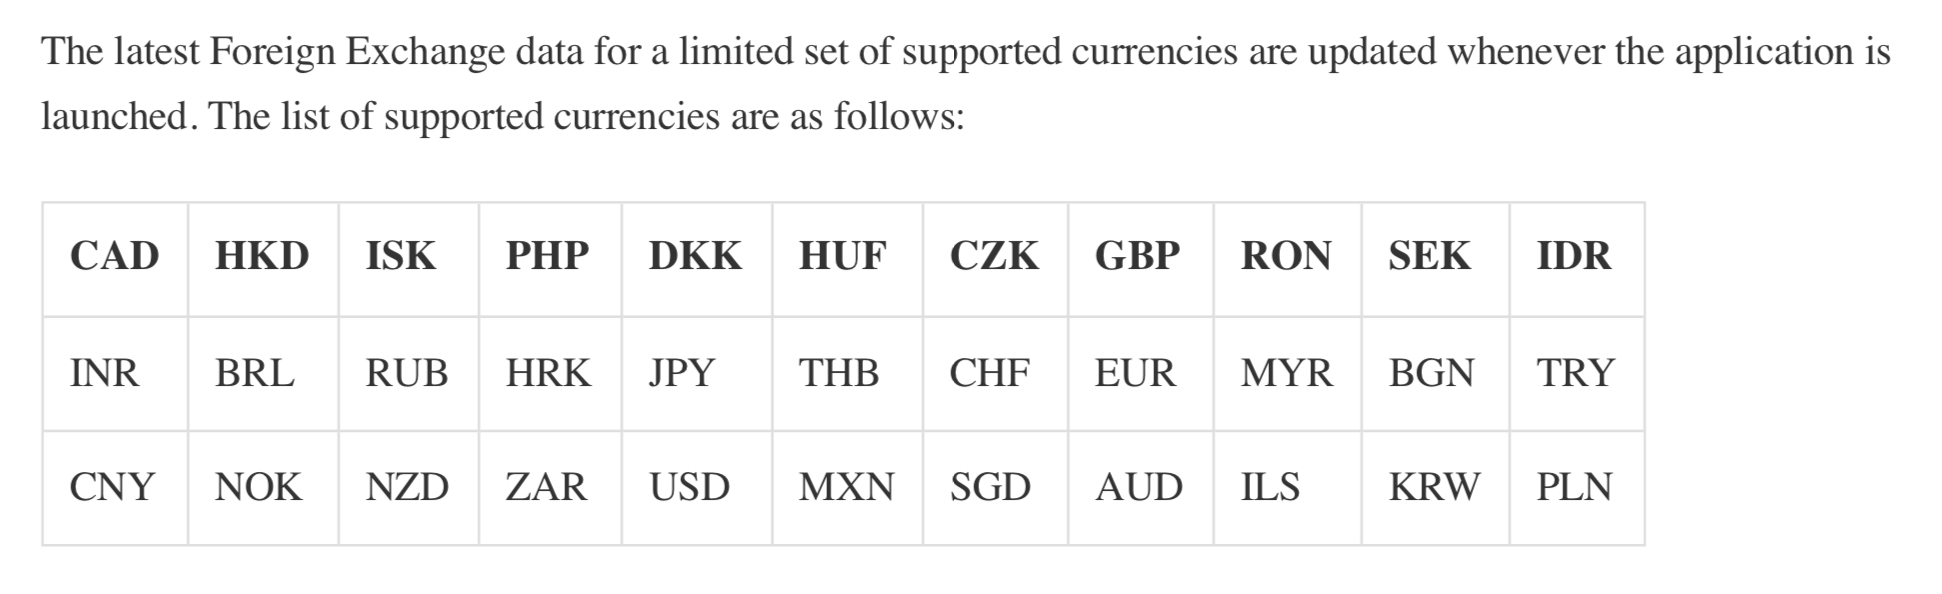 The latest Foreign Exchange data for a limited set of supported currencies are updated whenever the application is
launched. The list of supported currencies are as follows:
CAD HKD ISK PHP DKK HUF CZK GBP RON SEK IDR
INR BRL RUB HRK JPY THB CHF EUR MYR BGN TRY
CNY NOK NZD ZAR USD MXN SGD AUD ILS KRW PLN